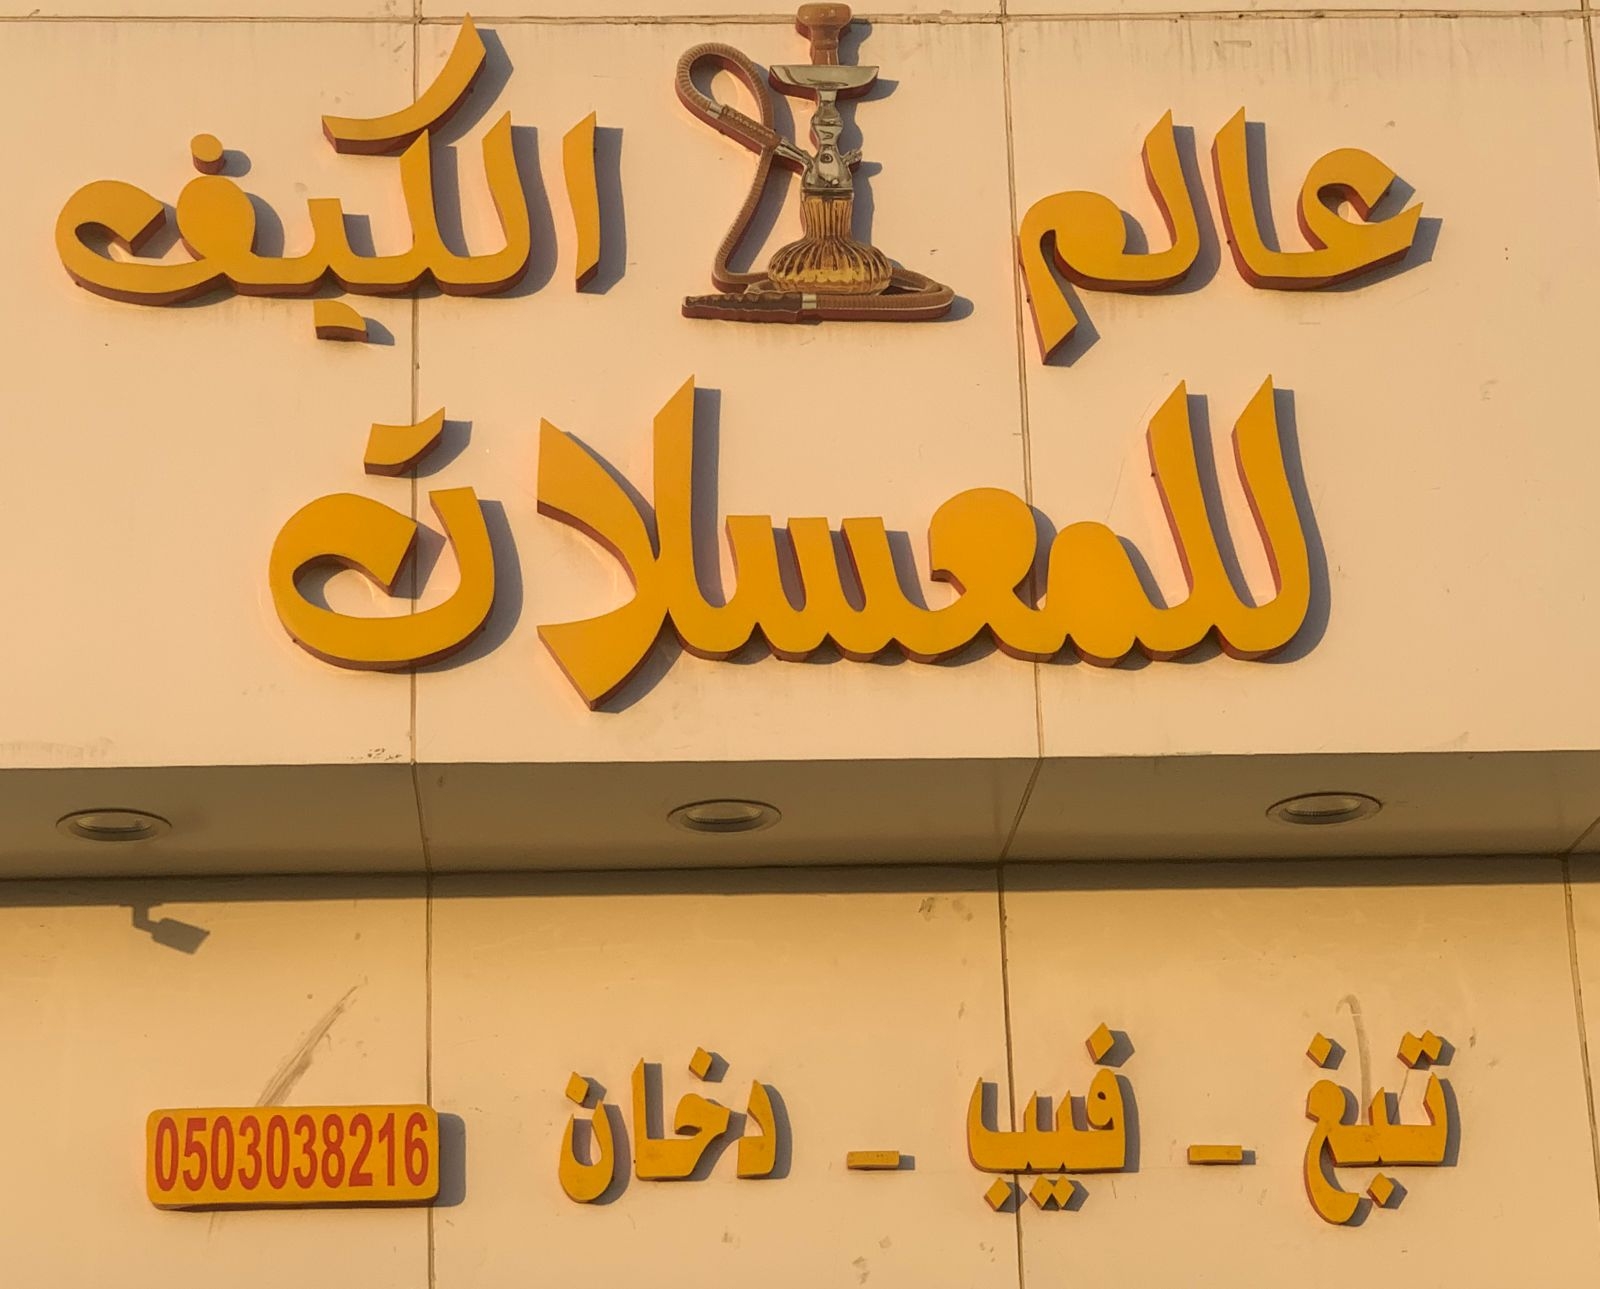 عالم الكيف
للمعسلات
تبغ - فيب - دخان 0503038216